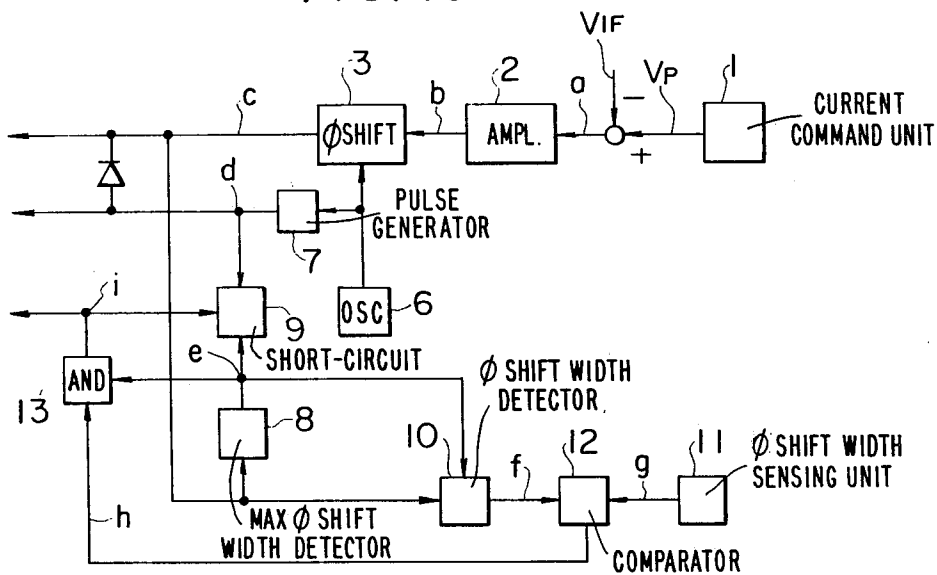 VIF
3
2
VP
1
c
b
a
−
ø SHIFT
AMPL.
+
CURRENT
COMMAND UNIT
d
PULSE
GENERATOR
7
i
OSC
6
9
SHORT-CIRCUIT
e
AND
13
8
ø SHIFT WIDTH
DETECTOR
10
12
11
f
g
ø SHIFT WIDTH
SENSING UNIT
h
MAX ø SHIFT
WIDTH DETECTOR
COMPARATOR